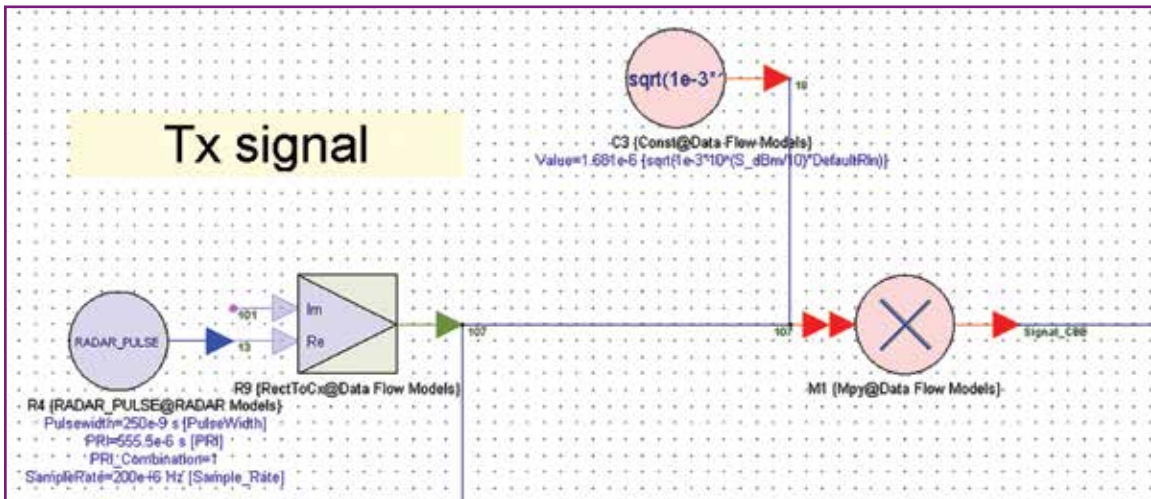 sqrt(1e-3*
19
C3 {Const@Data Flow Models}
Value=1.681e-6 {sqrt(1e-3*10^(S_dBm/10)*DefaultRIn)}
Tx signal
101
Im
RADAR_PULSE
13
Re
107
107
Signal_CBB
R9 {RectToCx@Data Flow Models}
M1 {Mpy@Data Flow Models}
R4 {RADAR_PULSE@RADAR Models}
Pulsewidth=250e-9 s [PulseWidth]
PRI=555.5e-6 s [PRI]
PRI_Combination=1
SampleRate=200e+6 Hz [Sample_Rate]